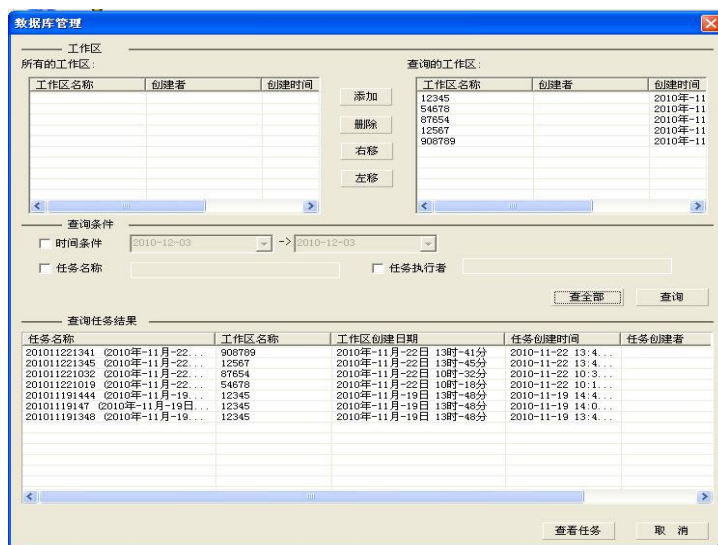 数据库管理
工作区
所有的工作区:
查询的工作区:
工作区名称 创建者 创建时间
工作区名称 创建者 创建时间
12345 2010年-11
54678 2010年-11
87654 2010年-11
12567 2010年-11
908789 2010年-11
添加
删除
右移
左移
查询条件
时间条件 2010-12-03 -> 2010-12-03
任务名称 任务执行者
查全部 查询
查询任务结果
任务名称 工作区名称 工作区创建日期 任务创建时间 任务创建者
201011221341 (2010年-11月-22... 908789 2010年-11月-22日 13时-41分 2010-11-22 13:4...
201011221345 (2010年-11月-22... 12567 2010年-11月-22日 13时-45分 2010-11-22 13:4...
201011221032 (2010年-11月-22... 87654 2010年-11月-22日 10时-32分 2010-11-22 10:3...
201011221019 (2010年-11月-22... 54678 2010年-11月-22日 10时-18分 2010-11-22 10:1...
201011191444 (2010年-11月-19... 12345 2010年-11月-19日 13时-48分 2010-11-19 14:4...
20101119147 (2010年-11月-19日... 12345 2010年-11月-19日 13时-48分 2010-11-19 14:0...
201011191348 (2010年-11月-19... 12345 2010年-11月-19日 13时-48分 2010-11-19 13:4...
查看任务 取 消